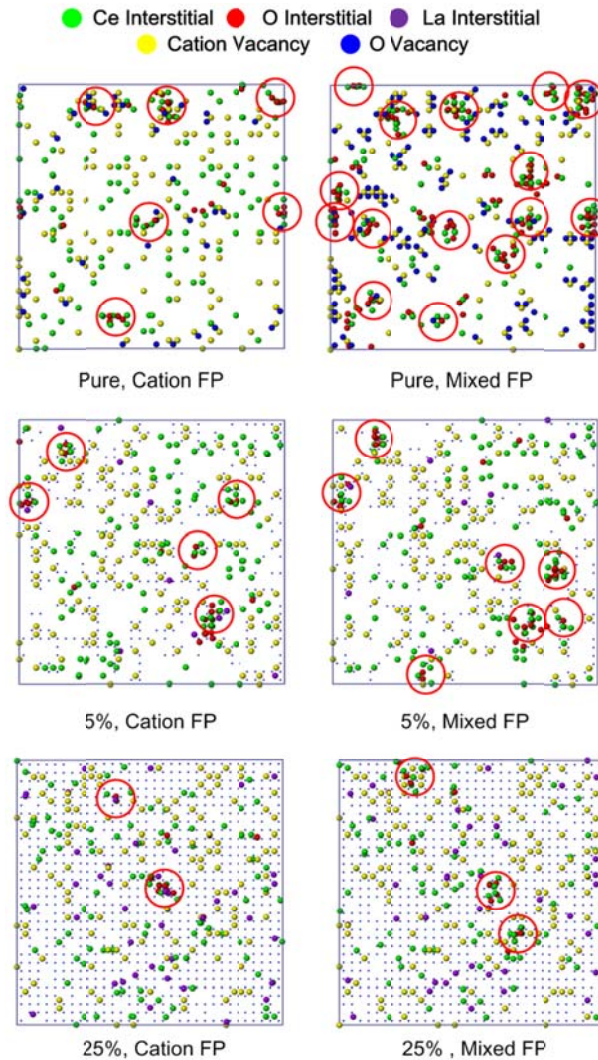 Ce Interstitial O Interstitial La Interstitial
Cation Vacancy O Vacancy
Pure, Cation FP Pure, Mixed FP
5%, Cation FP 5%, Mixed FP
25%, Cation FP 25% , Mixed FP